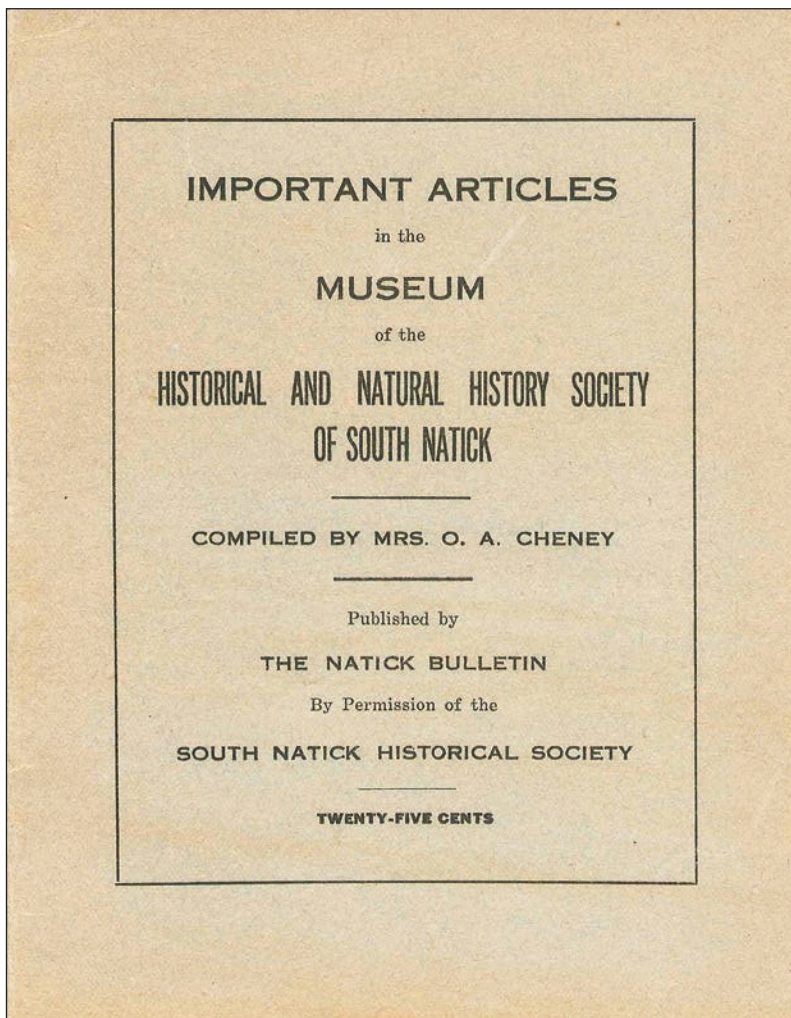 IMPORTANT ARTICLES
in the
MUSEUM
of the
HISTORICAL AND NATURAL HISTORY SOCIETY
OF SOUTH NATICK
COMPILED BY MRS. O. A. CHENEY
Published by
THE NATICK BULLETIN
By Permission of the
SOUTH NATICK HISTORICAL SOCIETY
TWENTY-FIVE CENTS